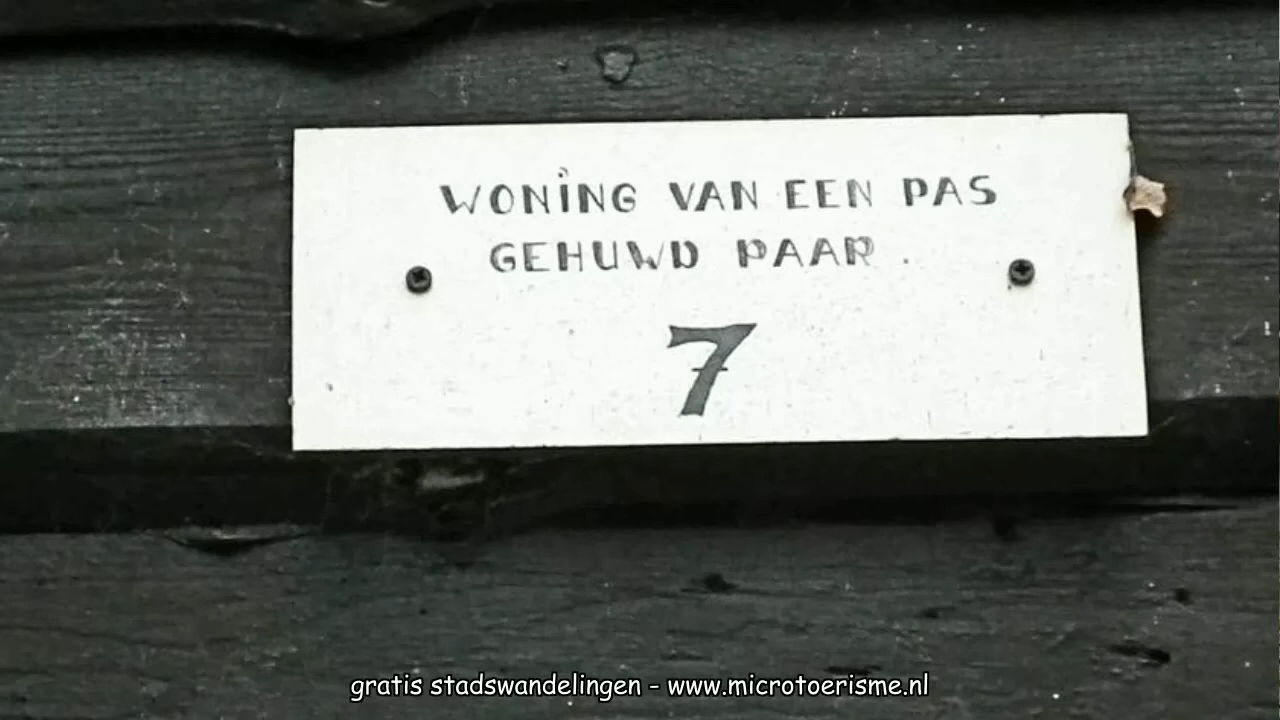 WONING VAN EEN PAS
GEHUWD PAAR.
7
gratis stadswandelingen - www.microtoerisme.nl